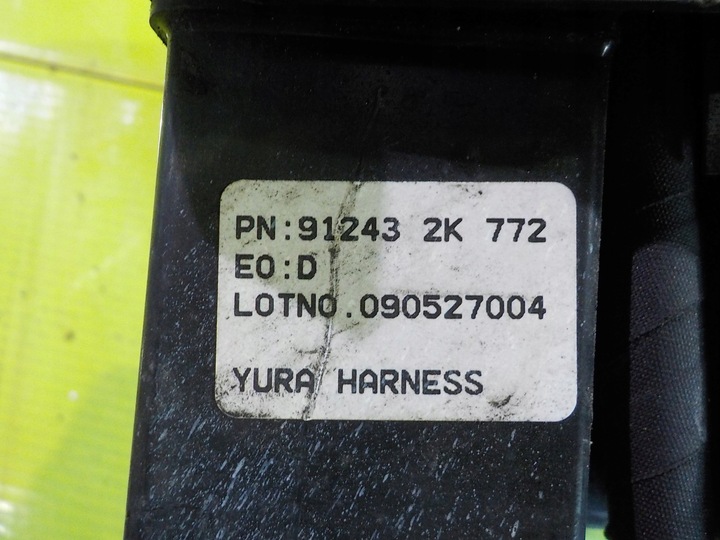 PN:91243 2K 772
EO:D
LOTNO.090527004
YURA HARNESS